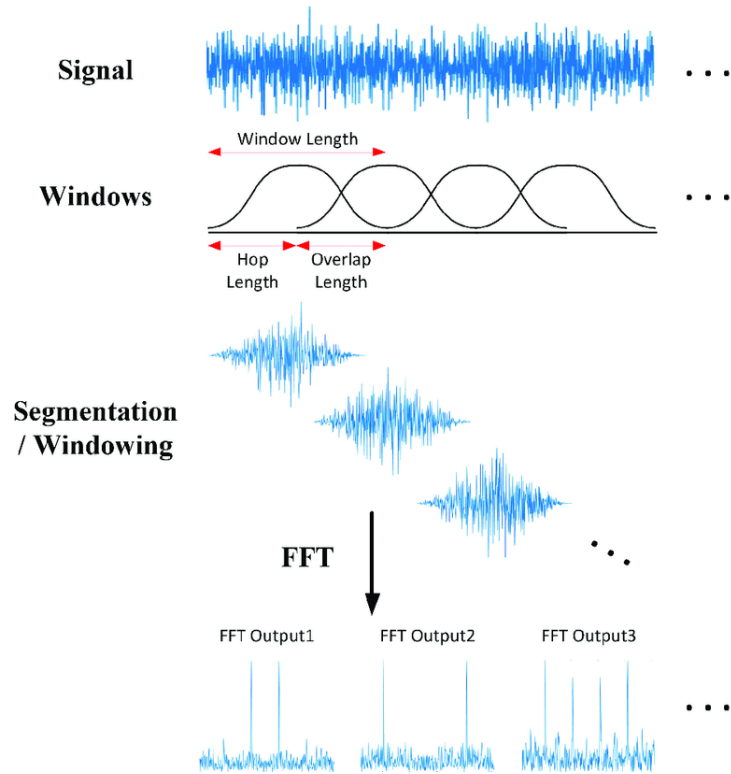 Signal
Window Length
Windows
Hop
Length
Overlap
Length
Segmentation
/ Windowing
FFT
FFT Output1
FFT Output2
FFT Output3